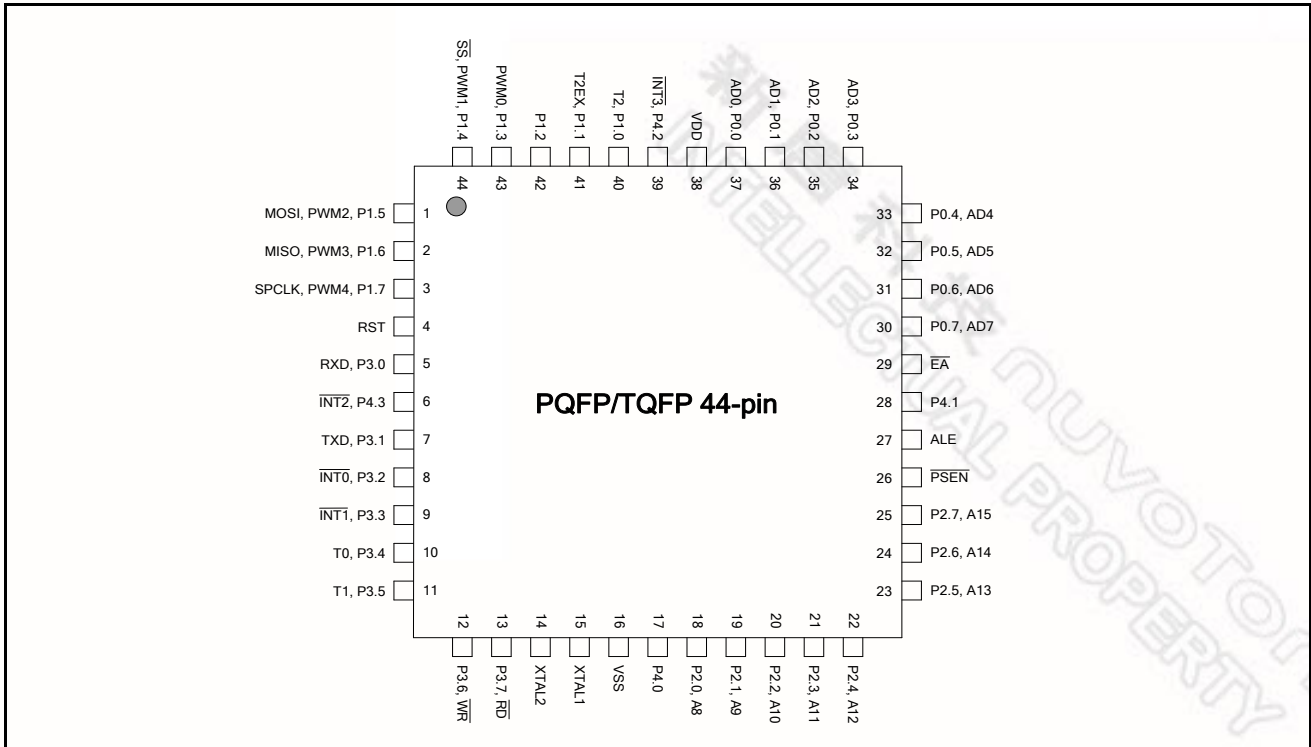 SS, PWM1, P1.4
PWM0, P1.3
P1.2
T2EX, P1.1
T2, P1.0
INT3, P4.2
VDD
AD0, P0.0
AD1, P0.1
AD2, P0.2
AD3, P0.3
44
43
42
41
40
39
38
37
36
35
34
MOSI, PWM2, P1.5 1
MISO, PWM3, P1.6 2
SPCLK, PWM4, P1.7 3
RST 4
RXD, P3.0 5
INT2, P4.3 6
TXD, P3.1 7
INT0, P3.2 8
INT1, P3.3 9
T0, P3.4 10
T1, P3.5 11
PQFP/TQFP 44-pin
33 P0.4, AD4
32 P0.5, AD5
31 P0.6, AD6
30 P0.7, AD7
29 EA
28 P4.1
27 ALE
26 PSEN
25 P2.7, A15
24 P2.6, A14
23 P2.5, A13
12
13
14
15
16
17
18
19
20
21
22
P3.6, WR
P3.7, RD
XTAL2
XTAL1
VSS
P4.0
P2.0, A8
P2.1, A9
P2.2, A10
P2.3, A11
P2.4, A12
新唐科技 nuvoTon
INTELLECTUAL PROPERTY